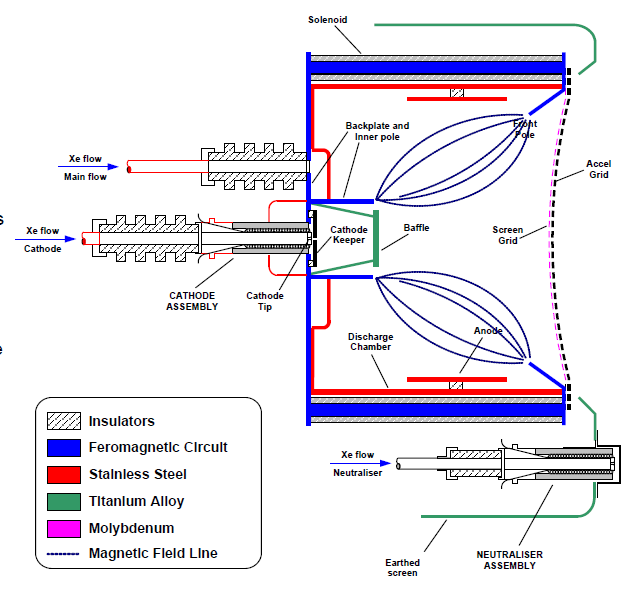 Solenoid
Backplate and
Inner pole
Front
Pole
Xe flow
Main flow
Accel
Grid
s
Xe flow
Cathode
Cathode
Keeper
Baffle
Screen
Grid
CATHODE
ASSEMBLY
Cathode
Tip
Discharge
Chamber
Anode
e
Insulators
Feromagnetic Circuit
Stainless Steel
Titanium Alloy
Molybdenum
Magnetic Field Line
Xe flow
Neutraliser
Earthed
screen
NEUTRALISER
ASSEMBLY